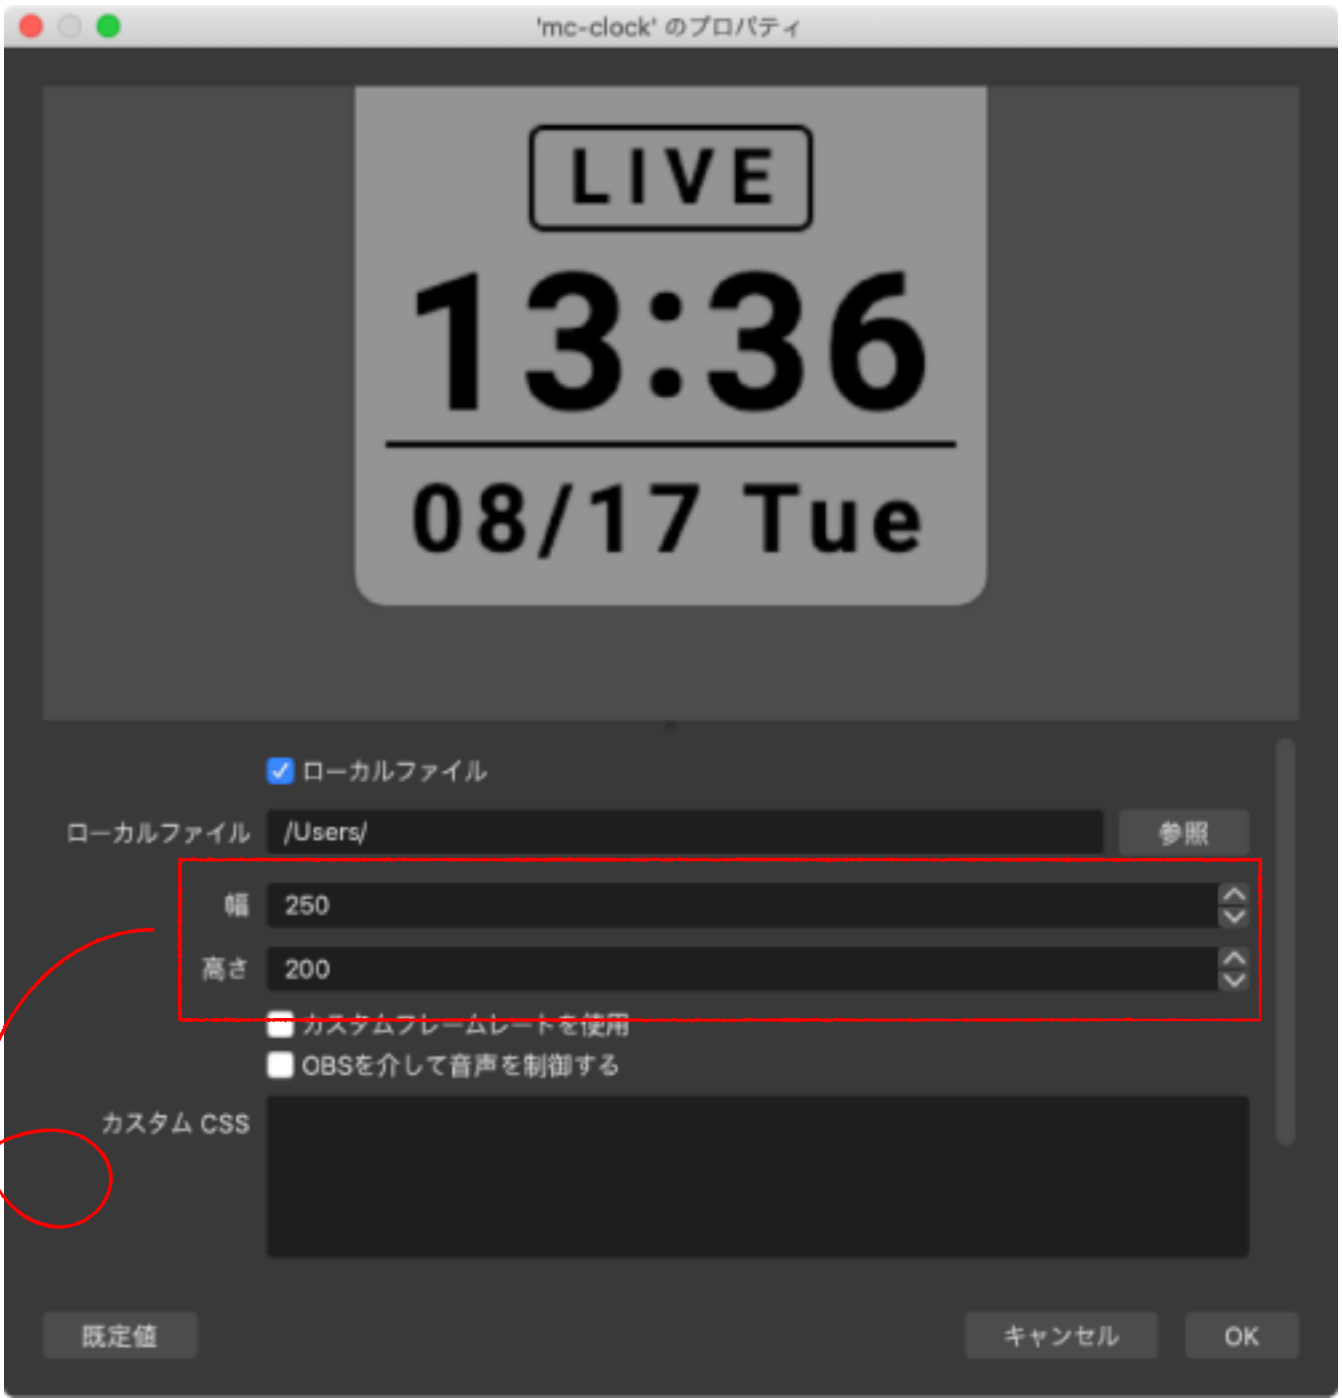 'mc-clock' のプロパティ
LIVE
13:36
08/17 Tue
ローカルファイル
ローカルファイル /Users/ 参照
幅 250
高さ 200
カスタムフレームレートを使用
OBSを介して音声を制御する
カスタム CSS
既定値 キャンセル OK